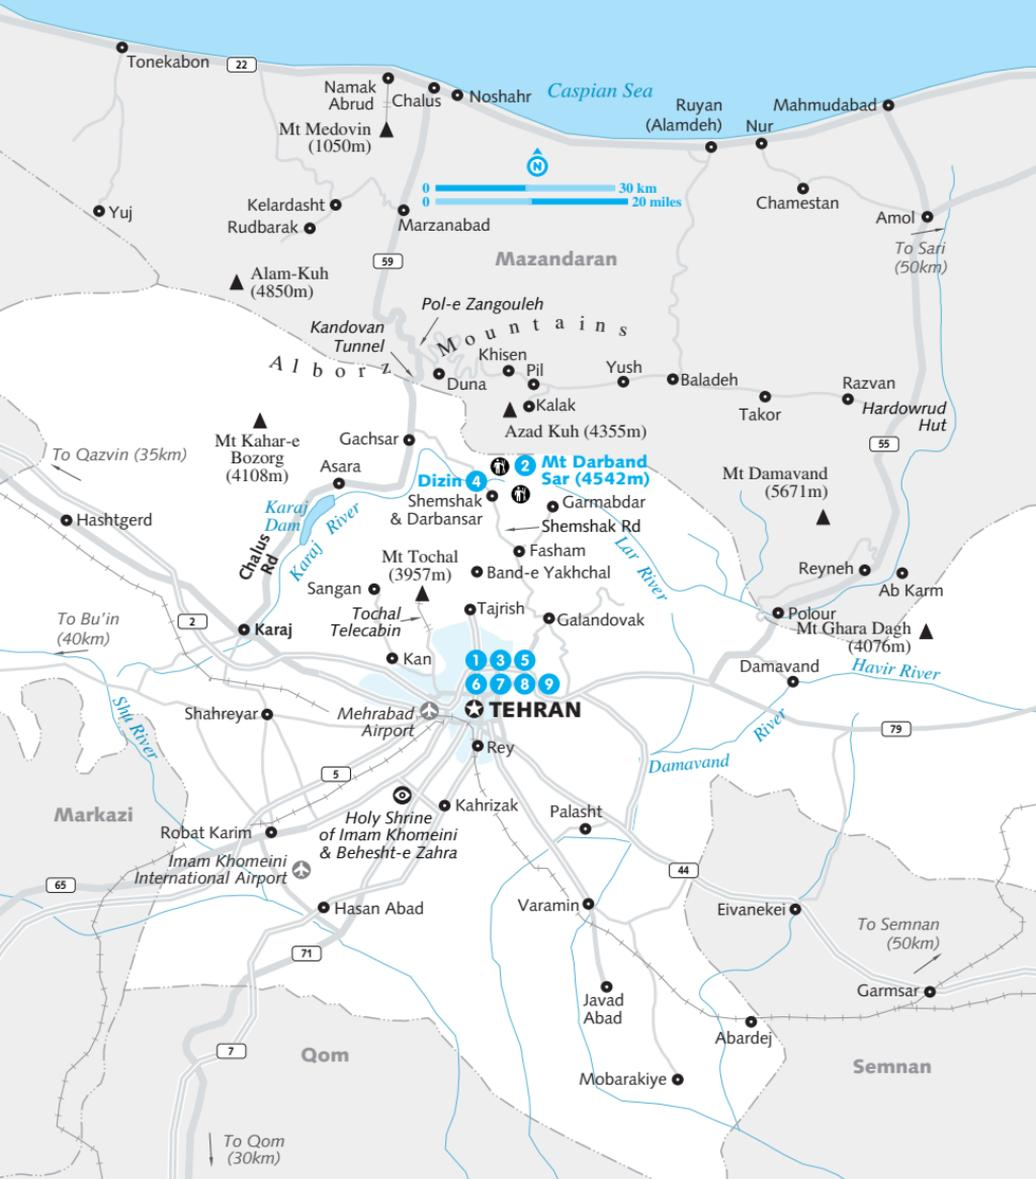 Tonekabon
22
Namak
Abrud
Chalus
Noshahr
Caspian Sea
Ruyan
(Alamdeh)
Nur
Mahmudabad
Mt Medovin
(1050m)
N
0 30 km
0 20 miles
Chamestan
Yuj
Kelardasht
Rudbarak
Marzanabad
Amol
To Sari
(50km)
59
Mazandaran
Alam-Kuh
(4850m)
Pol-e Zangouleh
Kandovan
Tunnel
Alborz Mountains
Khisen
Pil
Duna
Yush
Baladeh
Takor
Razvan
Hardowrud
Hut
Kalak
Azad Kuh (4355m)
55
Mt Kahar-e
Bozorg
(4108m)
Gachsar
To Qazvin (35km)
Asara
Dizin 4
2 Mt Darband
Sar (4542m)
Mt Damavand
(5671m)
Shemshak
& Darbansar
Garmabdar
Shemshak Rd
Hashtgerd
Karaj
Dam
Karaj River
Chalus
Rd
Lar River
Fasham
Mt Tochal
(3957m)
Band-e Yakhchal
Reyneh
Ab Karm
Sangan
Tochal
Telecabin
Tajrish
Galandovak
Polour
Mt Ghara Dagh
(4076m)
2
To Bu'in
(40km)
Karaj
Kan
1 3 5
6 7 8 9
Damavand
Havir River
Shu River
Shahreyar
Mehrabad
Airport
TEHRAN
79
Rey
Damavand River
5
Markazi
Kahrizak
Holy Shrine
of Imam Khomeini
& Behesht-e Zahra
Palasht
Robat Karim
Imam Khomeini
International Airport
65
44
Hasan Abad
Varamin
Eivanekei
To Semnan
(50km)
71
Garmsar
Javad
Abad
Abardej
7
Qom
Mobarakiye
Semnan
To Qom
(30km)